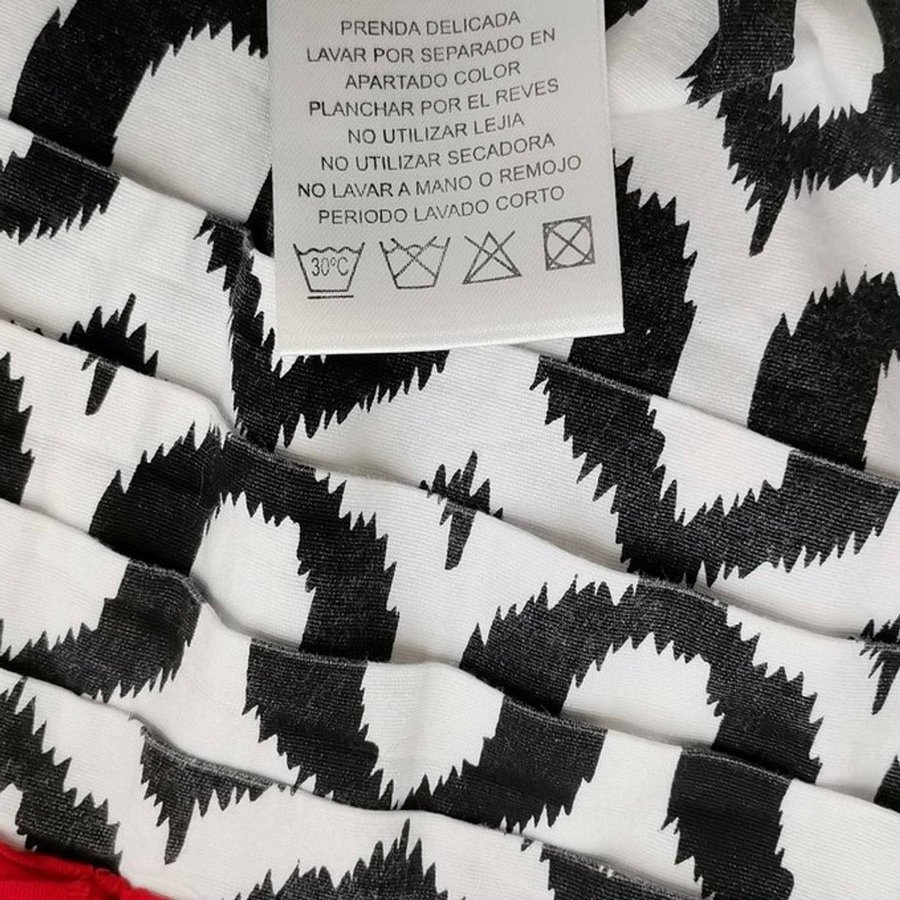 PRENDA DELICADA
LAVAR POR SEPARADO EN
APARTADO COLOR
PLANCHAR POR EL REVES
NO UTILIZAR LEJIA
NO UTILIZAR SECADORA
NO LAVAR A MANO O REMOJO
PERIODO LAVADO CORTO
30°C